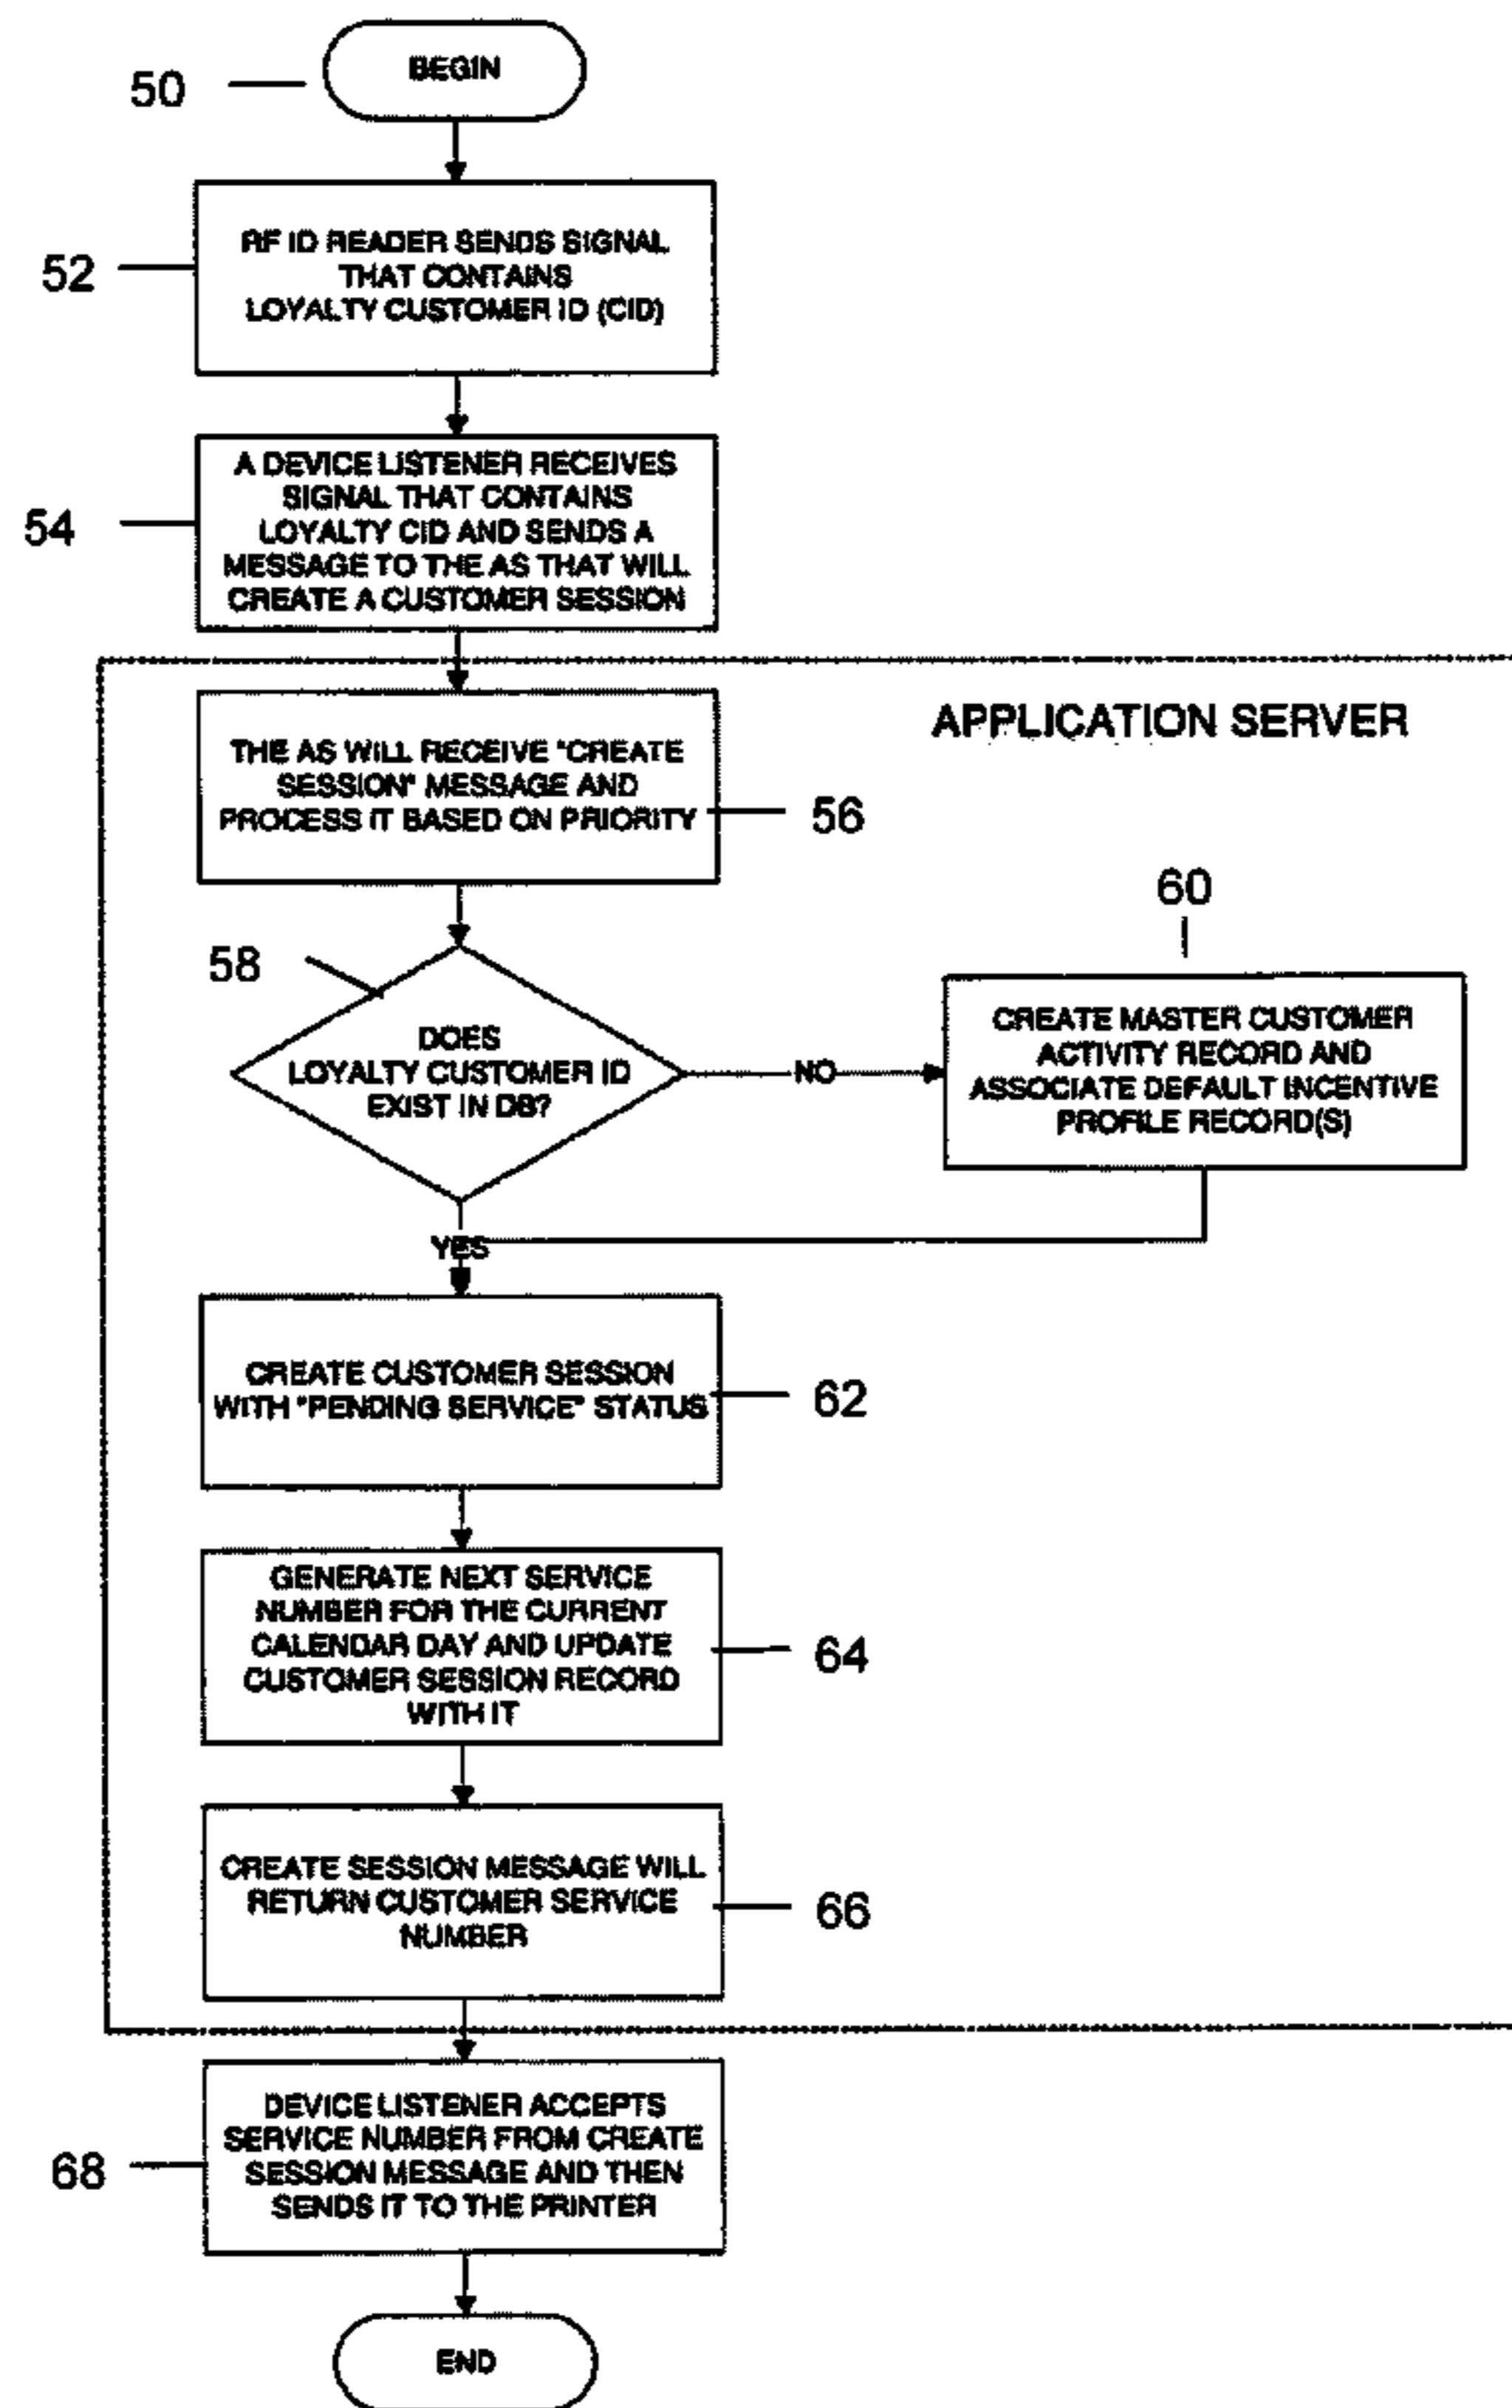 BEGIN
50
RF ID READER SENDS SIGNAL
THAT CONTAINS
LOYALTY CUSTOMER ID (CID)
52
A DEVICE LISTENER RECEIVES
SIGNAL THAT CONTAINS
LOYALTY CID AND SENDS A
MESSAGE TO THE AS THAT WILL
CREATE A CUSTOMER SESSION
54
APPLICATION SERVER
THE AS WILL RECEIVE "CREATE
SESSION" MESSAGE AND
PROCESS IT BASED ON PRIORITY
56
58
DOES
LOYALTY CUSTOMER ID
EXIST IN DB?
NO
60
CREATE MASTER CUSTOMER
ACTIVITY RECORD AND
ASSOCIATE DEFAULT INCENTIVE
PROFILE RECORD(S)
YES
CREATE CUSTOMER SESSION
WITH "PENDING SERVICE" STATUS
62
GENERATE NEXT SERVICE
NUMBER FOR THE CURRENT
CALENDAR DAY AND UPDATE
CUSTOMER SESSION RECORD
WITH IT
64
CREATE SESSION MESSAGE WILL
RETURN CUSTOMER SERVICE
NUMBER
66
DEVICE LISTENER ACCEPTS
SERVICE NUMBER FROM CREATE
SESSION MESSAGE AND THEN
SENDS IT TO THE PRINTER
68
END